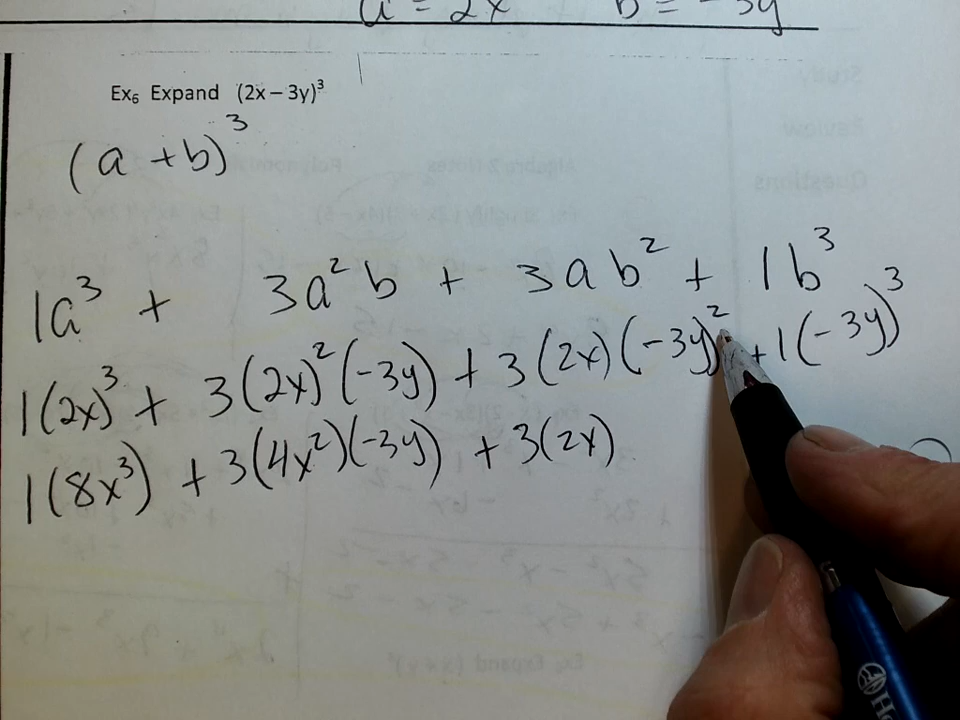 a = 2x b = -3y
Ex₆ Expand (2x – 3y)³
(a + b)³
1a³ + 3a²b + 3ab² + 1b³
1(2x)³ + 3(2x)²(-3y) + 3(2x)(-3y)² + 1(-3y)³
1(8x³) + 3(4x²)(-3y) + 3(2x)